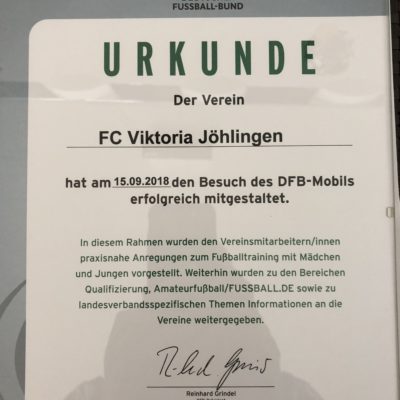 FUSSBALL-BUND
URKUNDE
Der Verein
FC Viktoria Jöhlingen
hat am 15.09.2018 den Besuch des DFB-Mobils
erfolgreich mitgestaltet.
In diesem Rahmen wurden den Vereinsmitarbeitern/innen
praxisnahe Anregungen zum Fußballtraining mit Mädchen
und Jungen vorgestellt. Weiterhin wurden zu den Bereichen
Qualifizierung, Amateurfußball/FUSSBALL.DE sowie zu
landesverbandsspezifischen Themen Informationen an die
Vereine weitergegeben.
Reinhard Grindel